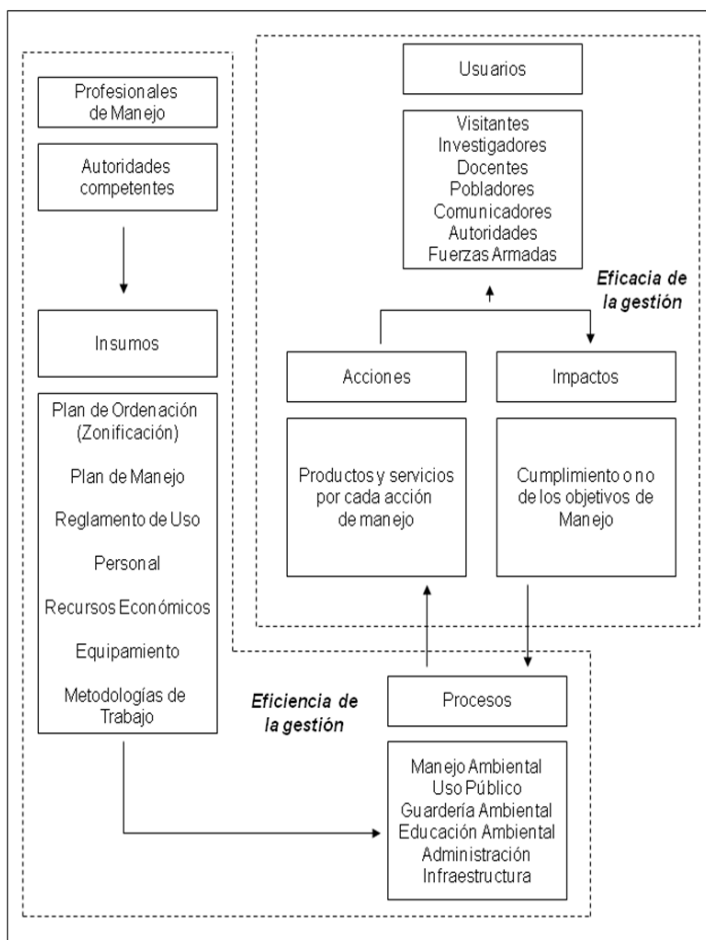 Profesionales
de Manejo
Autoridades
competentes
Insumos
Plan de Ordenación
(Zonificación)
Plan de Manejo
Reglamento de Uso
Personal
Recursos Económicos
Equipamiento
Metodologías de
Trabajo
Usuarios
Visitantes
Investigadores
Docentes
Pobladores
Comunicadores
Autoridades
Fuerzas Armadas
Eficacia de
la gestión
Acciones
Impactos
Productos y servicios
por cada acción
de manejo
Cumplimiento o no
de los objetivos de
Manejo
Eficiencia de
la gestión
Procesos
Manejo Ambiental
Uso Público
Guardería Ambiental
Educación Ambiental
Administración
Infraestructura